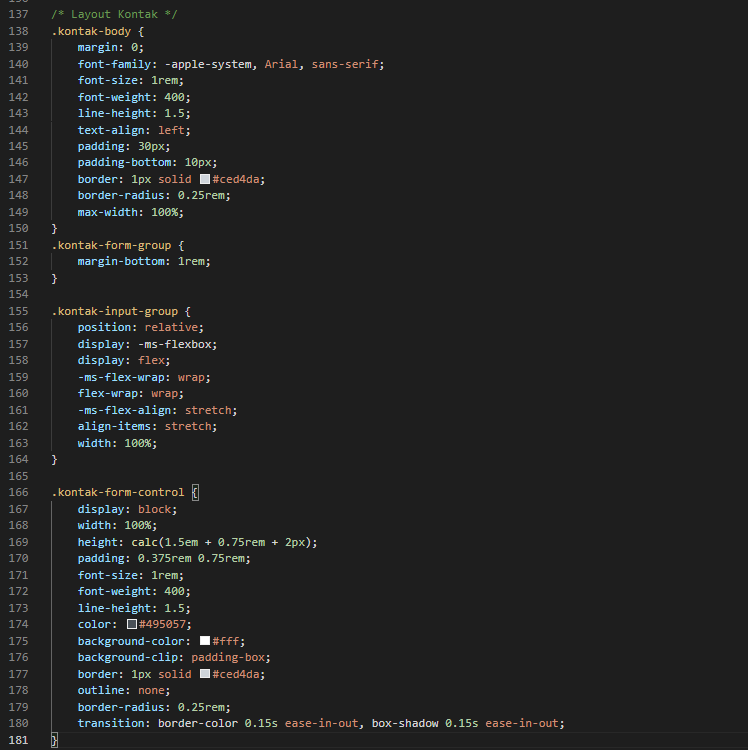 137 /* Layout Kontak */
138 .kontak-body {
139     margin: 0;
140     font-family: -apple-system, Arial, sans-serif;
141     font-size: 1rem;
142     font-weight: 400;
143     line-height: 1.5;
144     text-align: left;
145     padding: 30px;
146     padding-bottom: 10px;
147     border: 1px solid #ced4da;
148     border-radius: 0.25rem;
149     max-width: 100%;
150 }
151 .kontak-form-group {
152     margin-bottom: 1rem;
153 }
154
155 .kontak-input-group {
156     position: relative;
157     display: -ms-flexbox;
158     display: flex;
159     -ms-flex-wrap: wrap;
160     flex-wrap: wrap;
161     -ms-flex-align: stretch;
162     align-items: stretch;
163     width: 100%;
164 }
165
166 .kontak-form-control {
167     display: block;
168     width: 100%;
169     height: calc(1.5em + 0.75rem + 2px);
170     padding: 0.375rem 0.75rem;
171     font-size: 1rem;
172     font-weight: 400;
173     line-height: 1.5;
174     color: #495057;
175     background-color: #fff;
176     background-clip: padding-box;
177     border: 1px solid #ced4da;
178     outline: none;
179     border-radius: 0.25rem;
180     transition: border-color 0.15s ease-in-out, box-shadow 0.15s ease-in-out;
181 }